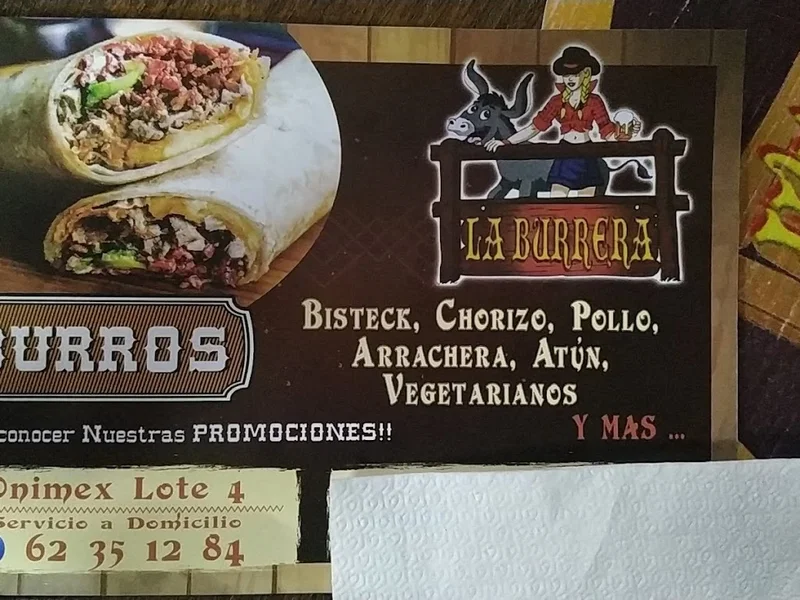 LA BURRERA
BISTECK, CHORIZO, POLLO,
ARRACHERA, ATÚN,
VEGETARIANOS
Y MAS ...
URROS
conocer Nuestras PROMOCIONES!!
Onimex Lote 4
Servicio a Domicilio
62 35 12 84